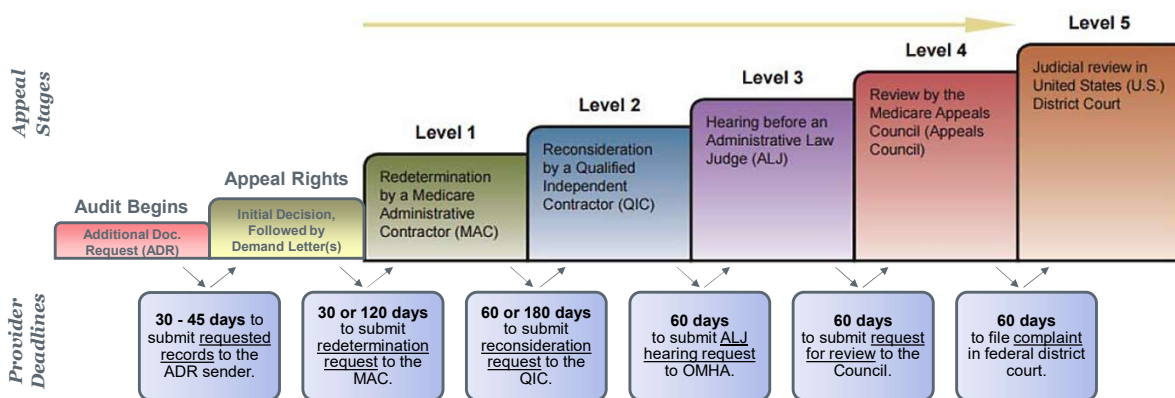 Appeal
Stages
Audit Begins
Additional Doc.
Request (ADR)
Appeal Rights
Initial Decision,
Followed by
Demand Letter(s)
Level 1
Redetermination
by a Medicare
Administrative
Contractor (MAC)
Level 2
Reconsideration
by a Qualified
Independent
Contractor (QIC)
Level 3
Hearing before an
Administrative Law
Judge (ALJ)
Level 4
Review by the
Medicare Appeals
Council (Appeals
Council)
Level 5
Judicial review in
United States (U.S.)
District Court
Provider
Deadlines
30 - 45 days to
submit requested
records to the
ADR sender.
30 or 120 days
to submit
redetermination
request to the
MAC.
60 or 180 days
to submit
reconsideration
request to the
QIC.
60 days
to submit ALJ
hearing request
to OMHA.
60 days
to submit request
for review to the
Council.
60 days
to file complaint
in federal district
court.